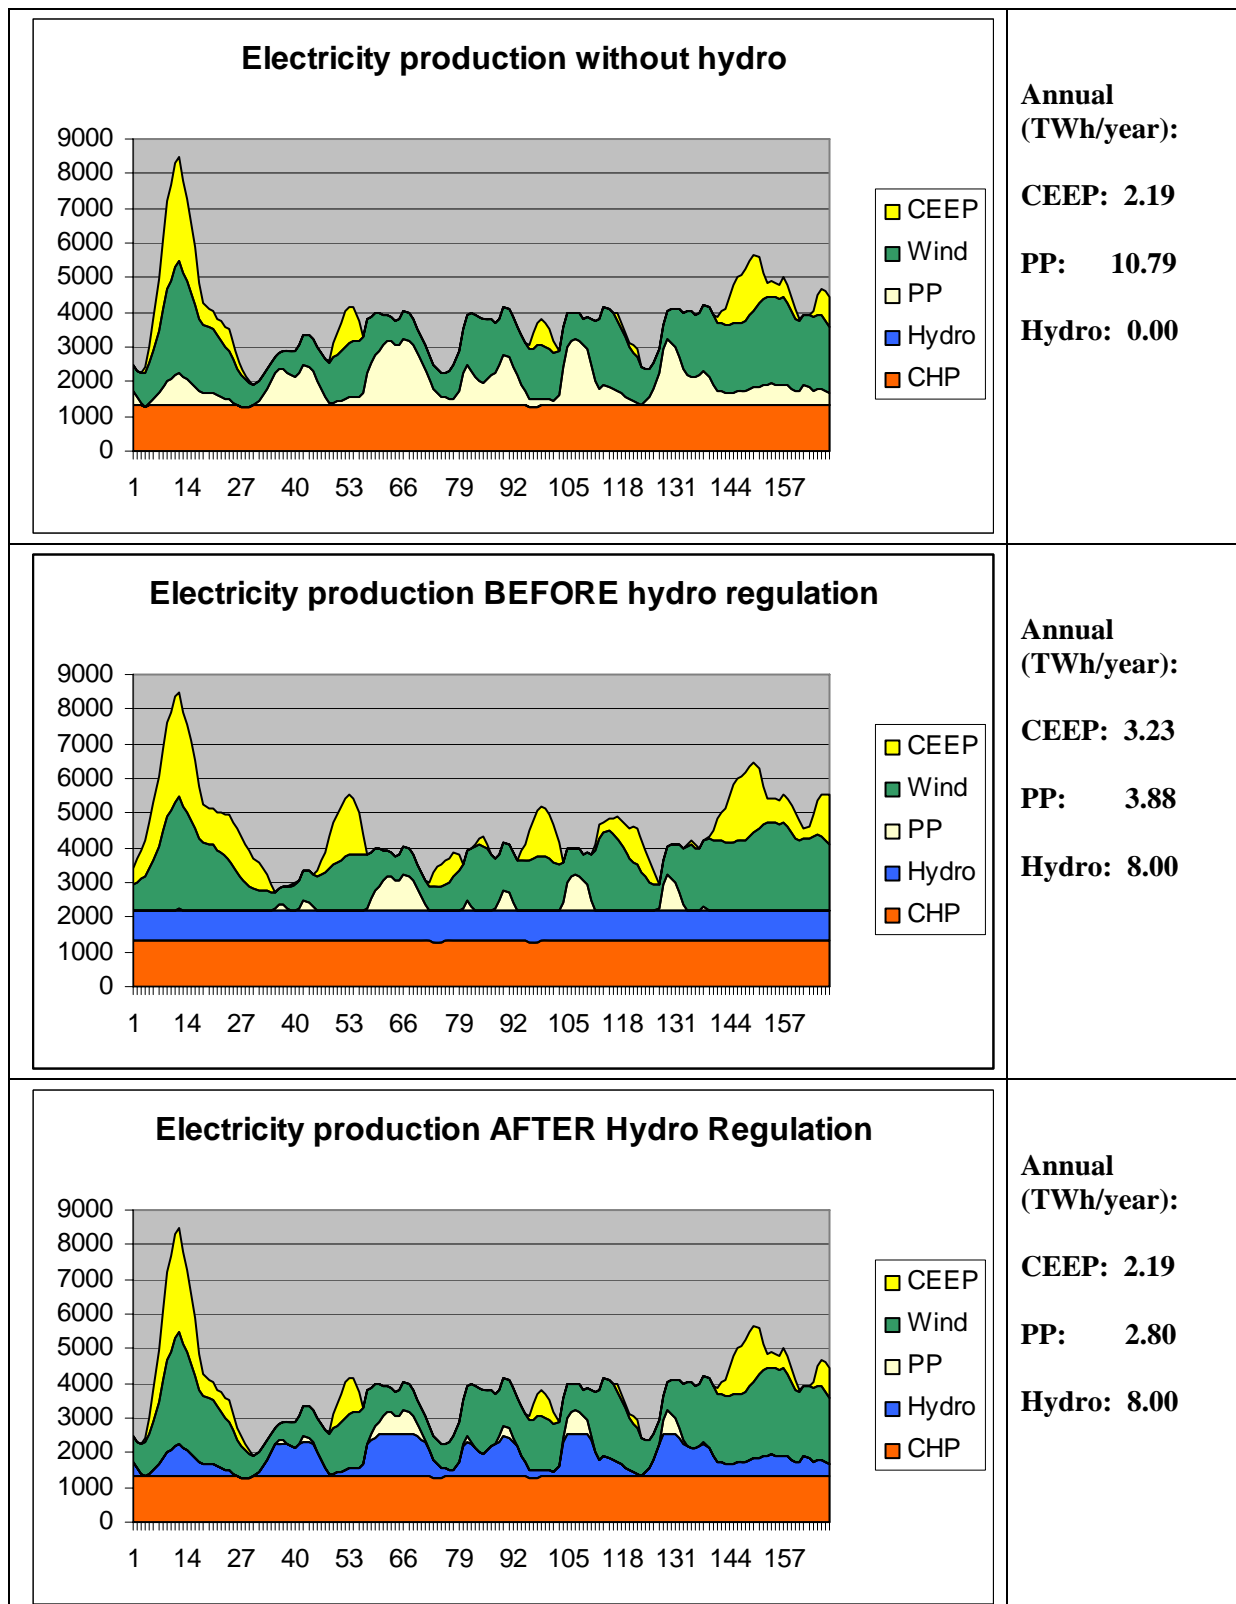 Electricity production without hydro
9000
8000
7000
6000
5000
4000
3000
2000
1000
0
1 14 27 40 53 66 79 92 105 118 131 144 157
CEEP
Wind
PP
Hydro
CHP
Annual
(TWh/year):
CEEP: 2.19
PP: 10.79
Hydro: 0.00
Electricity production BEFORE hydro regulation
9000
8000
7000
6000
5000
4000
3000
2000
1000
0
1 14 27 40 53 66 79 92 105 118 131 144 157
CEEP
Wind
PP
Hydro
CHP
Annual
(TWh/year):
CEEP: 3.23
PP: 3.88
Hydro: 8.00
Electricity production AFTER Hydro Regulation
9000
8000
7000
6000
5000
4000
3000
2000
1000
0
1 14 27 40 53 66 79 92 105 118 131 144 157
CEEP
Wind
PP
Hydro
CHP
Annual
(TWh/year):
CEEP: 2.19
PP: 2.80
Hydro: 8.00